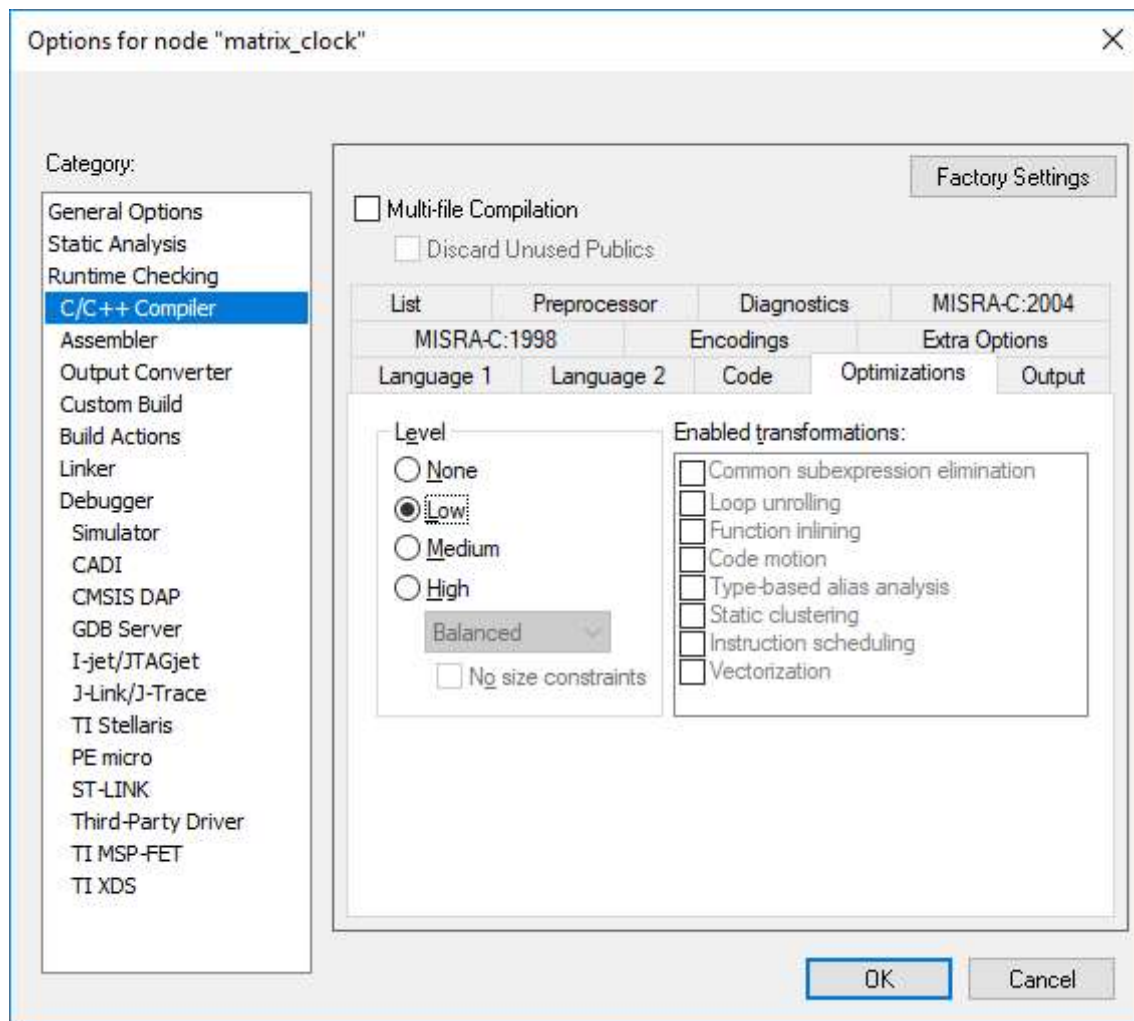 Options for node "matrix_clock"
Category:
General Options
Static Analysis
Runtime Checking
C/C++ Compiler
Assembler
Output Converter
Custom Build
Build Actions
Linker
Debugger
Simulator
CADI
CMSIS DAP
GDB Server
I-jet/JTAGjet
J-Link/J-Trace
TI Stellaris
PE micro
ST-LINK
Third-Party Driver
TI MSP-FET
TI XDS
Factory Settings
Multi-file Compilation
Discard Unused Publics
List Preprocessor Diagnostics MISRA-C:2004
MISRA-C:1998 Encodings Extra Options
Language 1 Language 2 Code Optimizations Output
Level
None
Low
Medium
High
Balanced
No size constraints
Enabled transformations:
Common subexpression elimination
Loop unrolling
Function inlining
Code motion
Type-based alias analysis
Static clustering
Instruction scheduling
Vectorization
OK Cancel